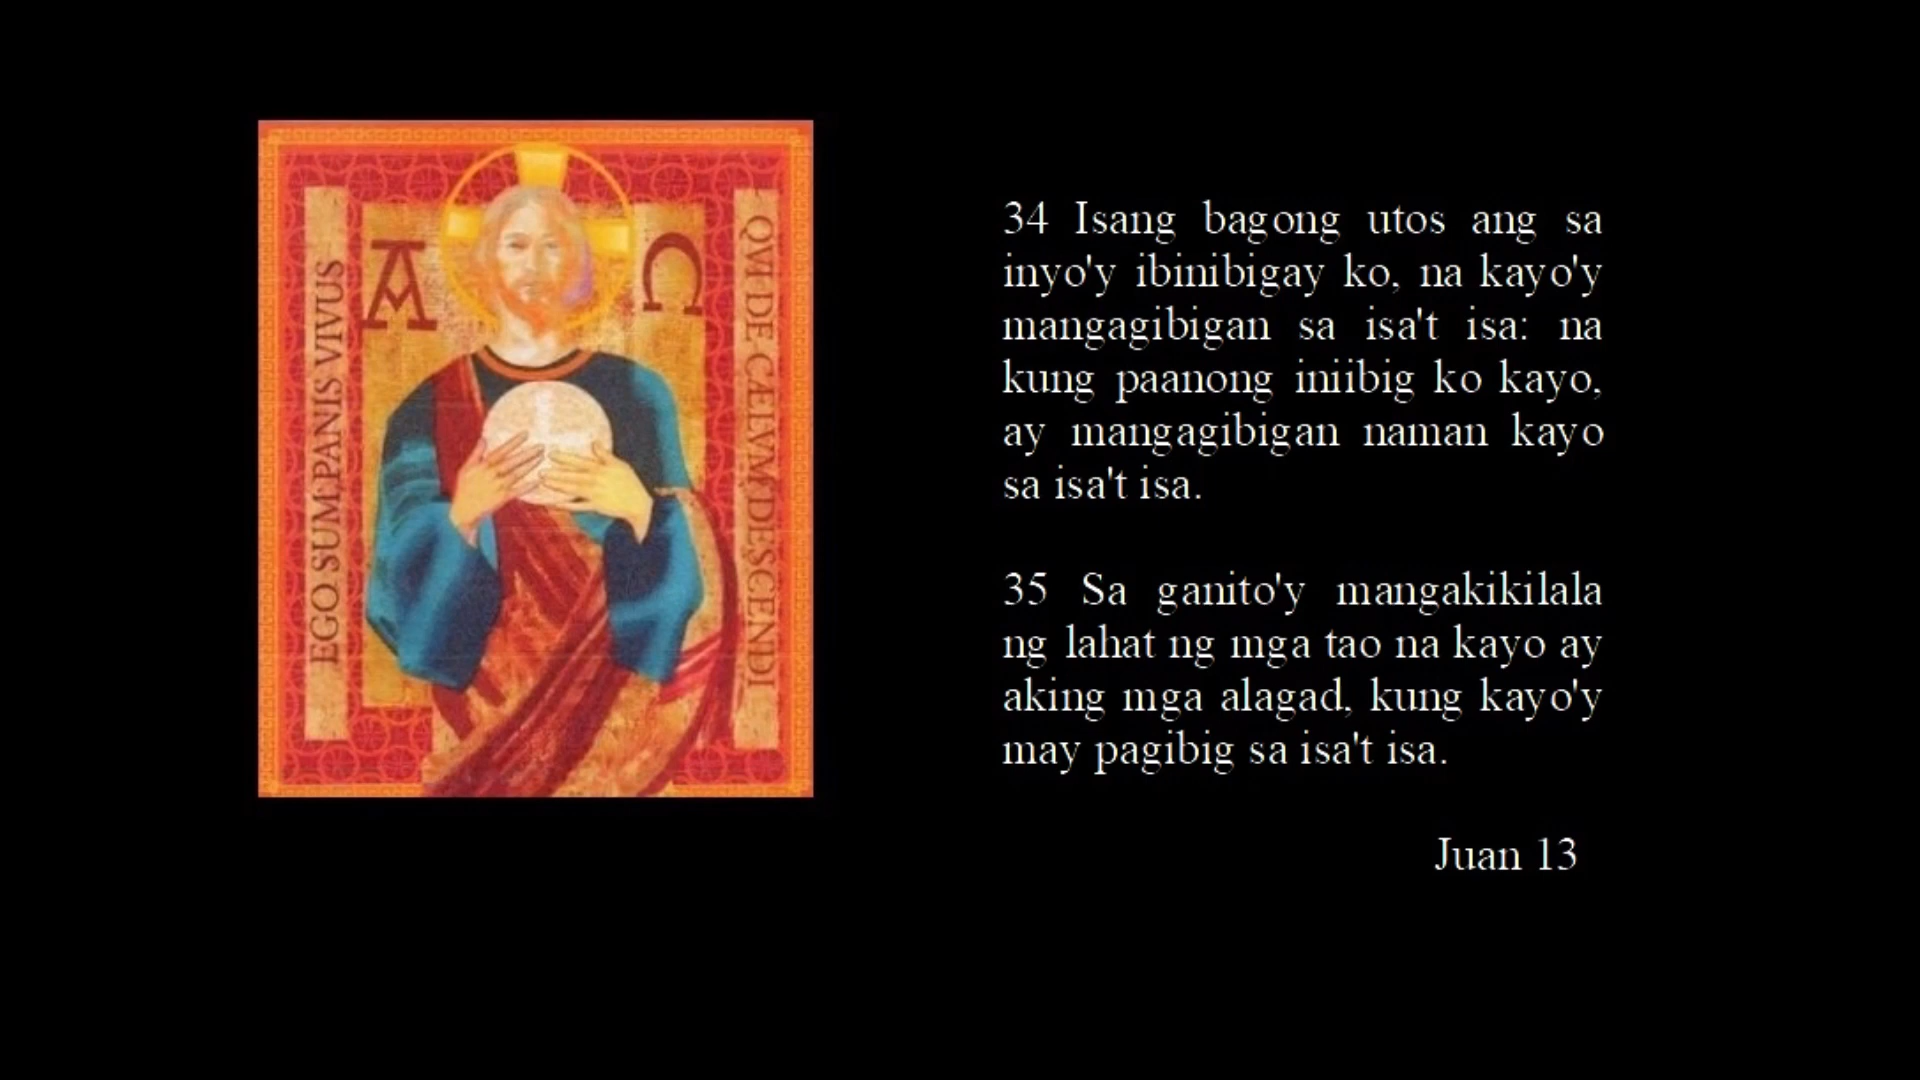 EGO SUM PANIS VIVUS
Α
Ω
QVI DE CÆLVM DESCENDI
34 Isang bagong utos ang sa
inyo'y ibinibigay ko, na kayo'y
mangagibigan sa isa't isa: na
kung paanong iniibig ko kayo,
ay mangagibigan naman kayo
sa isa't isa.
35 Sa ganito'y mangakikilala
ng lahat ng mga tao na kayo ay
aking mga alagad, kung kayo'y
may pagibig sa isa't isa.
Juan 13